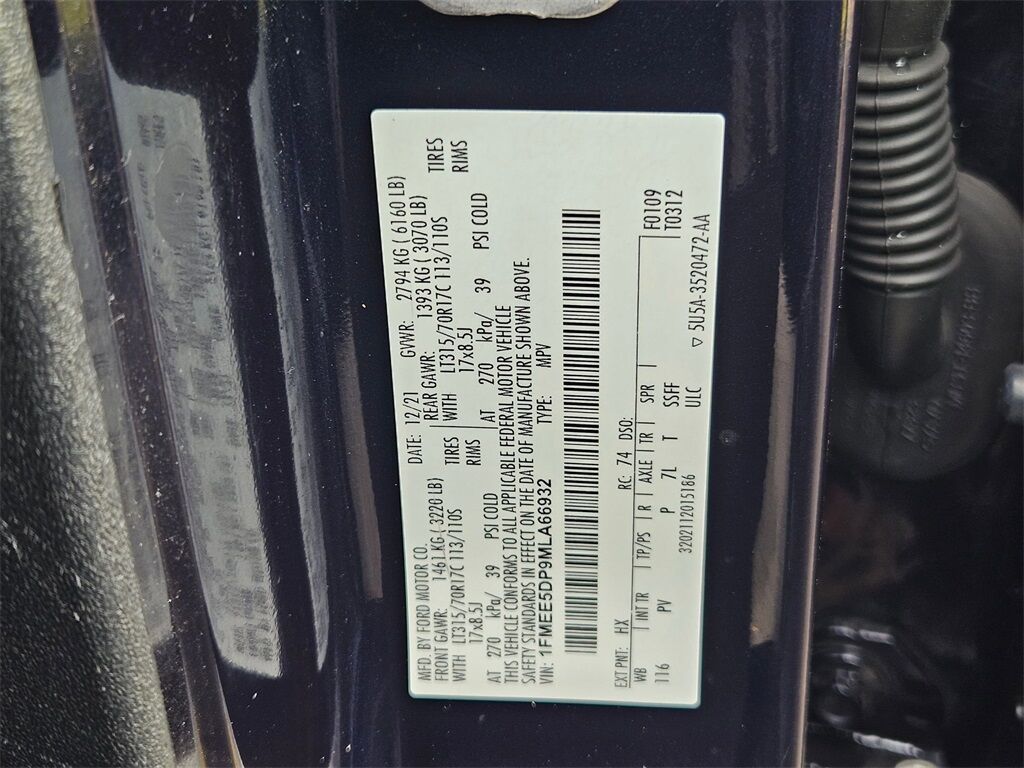 MFD. BY FORD MOTOR CO. DATE: 12/21 GVWR: 2794 KG ( 6160 LB)
FRONT GAWR: 1461 KG ( 3220 LB) REAR GAWR: 1393 KG ( 3070 LB)
WITH LT315/70R17C 113/110S TIRES WITH LT315/70R17C 113/110S TIRES
17x8.5J RIMS 17x8.5J RIMS
AT 270 kPa/ 39 PSI COLD AT 270 kPa/ 39 PSI COLD
THIS VEHICLE CONFORMS TO ALL APPLICABLE FEDERAL MOTOR VEHICLE
SAFETY STANDARDS IN EFFECT ON THE DATE OF MANUFACTURE SHOWN ABOVE.
VIN: 1FMEE5DP9MLA66932 TYPE: MPV
EXT PNT: HX RC: 74 DSO: F0109
WB INT TR TP/PS R AXLE TR SPR T0312
116 PV P 7L T SSFF
ULC
3202112015186 ▽ 5U5A-3520472-AA